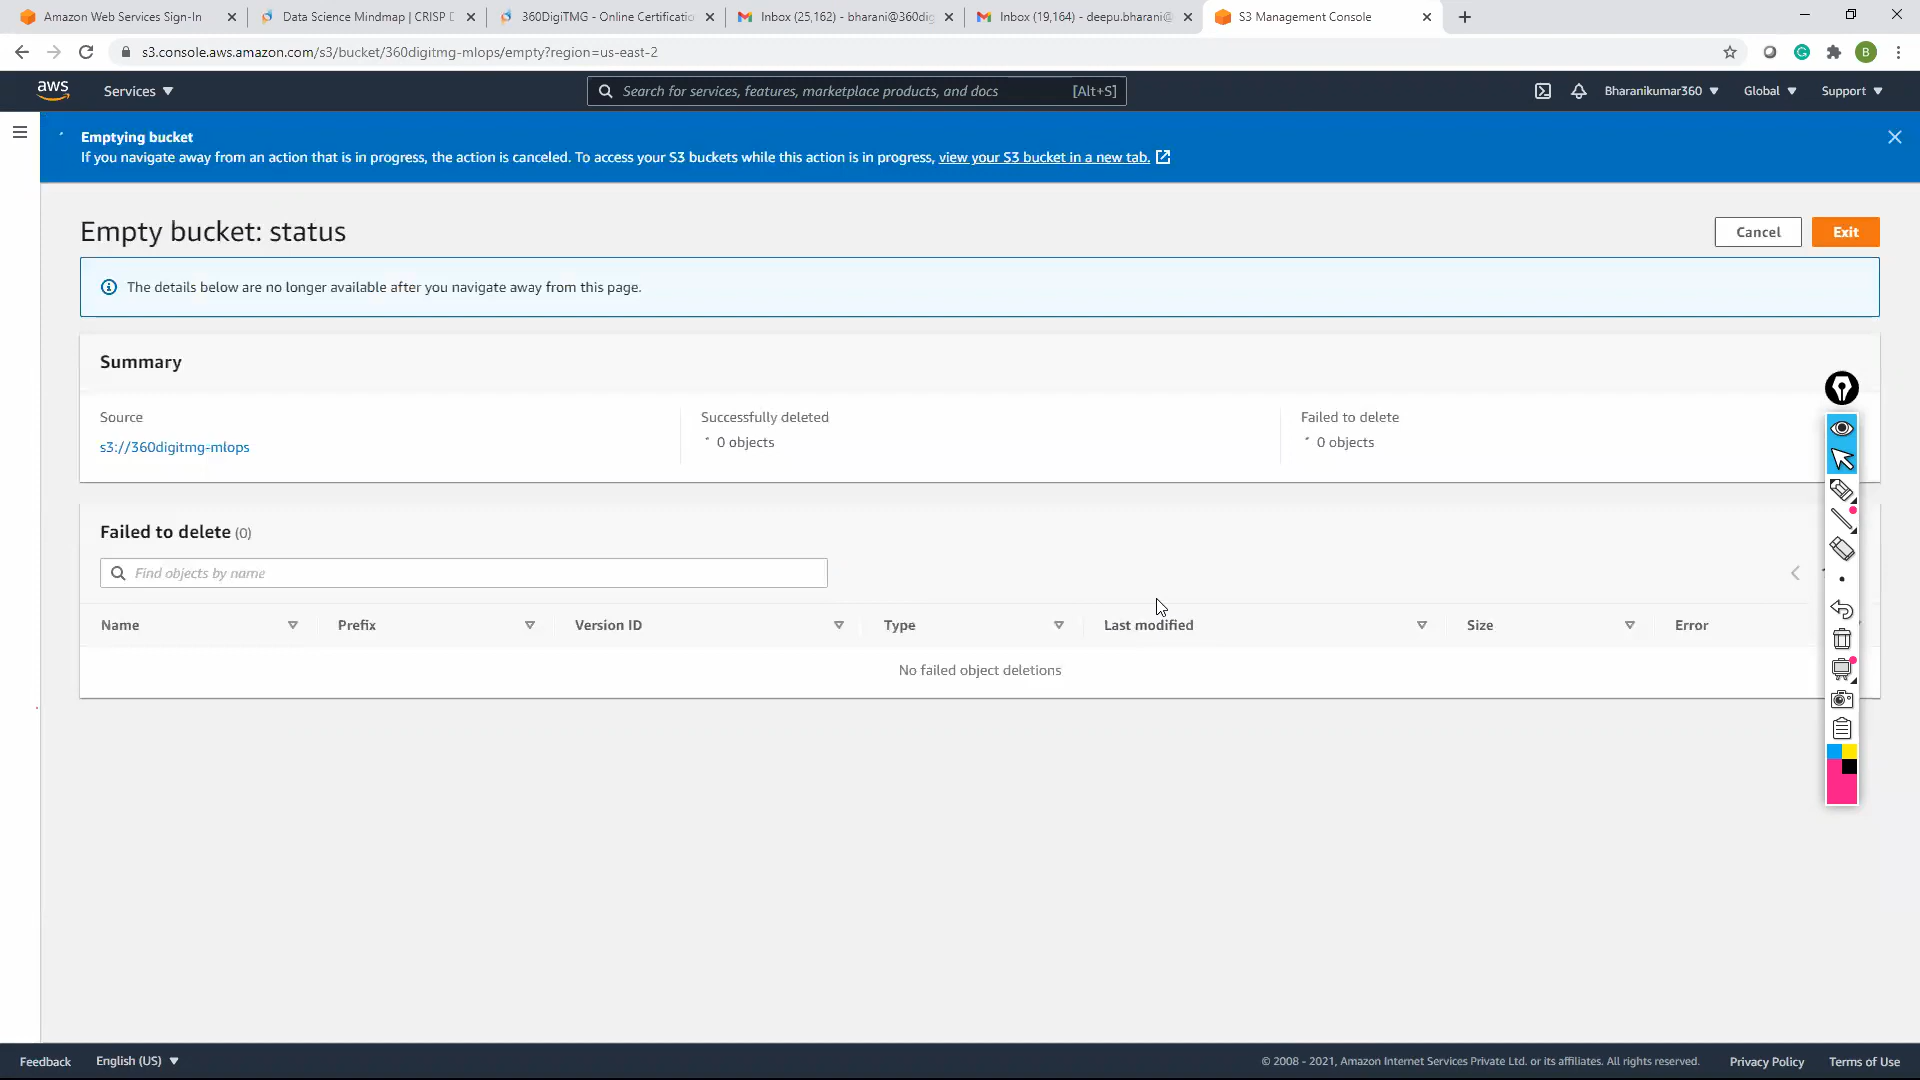 Amazon Web Services Sign-In
Data Science Mindmap | CRISP
360DigiTMG - Online Certificatio
Inbox (25,162) - bharani@360dig
Inbox (19,164) - deepu.bharani@
S3 Management Console
s3.console.aws.amazon.com/s3/bucket/360digitmg-mlops/empty?region=us-east-2
B
aws
Services
Search for services, features, marketplace products, and docs
[Alt+S]
Bharanikumar360
Global
Support
Emptying bucket
If you navigate away from an action that is in progress, the action is canceled. To access your S3 buckets while this action is in progress, view your S3 bucket in a new tab.
Empty bucket: status
Cancel
Exit
The details below are no longer available after you navigate away from this page.
Summary
Source
s3://360digitmg-mlops
Successfully deleted
0 objects
Failed to delete
0 objects
Failed to delete (0)
Find objects by name
Name
Prefix
Version ID
Type
Last modified
Size
Error
No failed object deletions
Feedback
English (US)
© 2008 - 2021, Amazon Internet Services Private Ltd. or its affiliates. All rights reserved.
Privacy Policy
Terms of Use